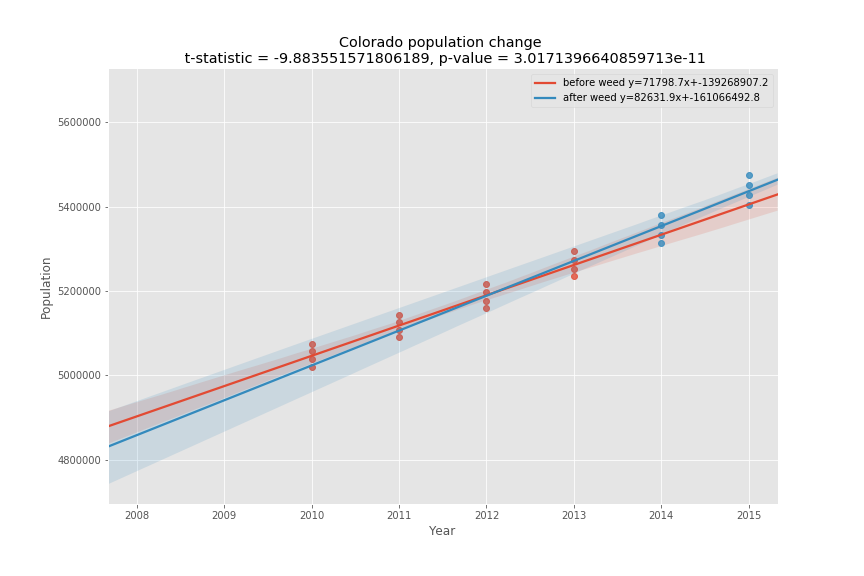 Colorado population change
t-statistic = -9.883551571806189, p-value = 3.0171396640859713e-11
before weed y=71798.7x+-139268907.2
after weed y=82631.9x+-161066492.8
5600000
5400000
5200000
5000000
4800000
Population
2008 2009 2010 2011 2012 2013 2014 2015
Year